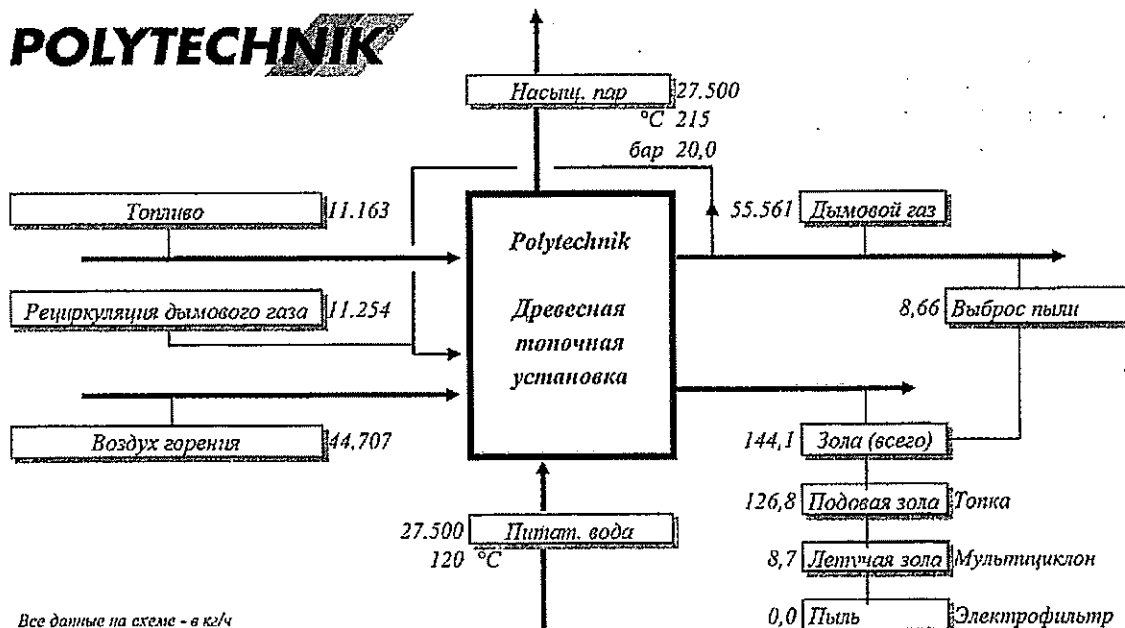 POLYTECHNIK
Насыщ. пар 27.500
°C 215
бар 20,0
Топливо 11.163
55.561 Дымовой газ
Polytechnik
Древесная
топочная
установка
Рециркуляция дымового газа 11.254
8,66 Выброс пыли
Воздух горения 44,707
144,1 Зола (всего)
126,8 Подовая зола Топка
27.500 Питат. вода
120 °C
8,7 Летучая зола Мультициклон
0,0 Пыль Электрофильтр
Все данные на схеме - в кг/ч